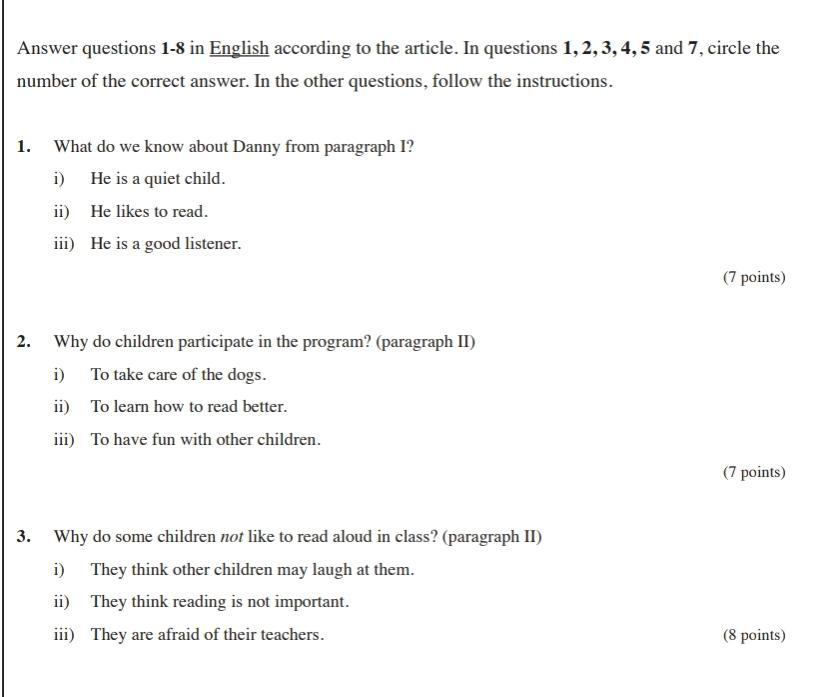 Answer questions 1-8 in English according to the article. In questions 1, 2, 3, 4, 5 and 7, circle the
number of the correct answer. In the other questions, follow the instructions.
1. What do we know about Danny from paragraph I?
i) He is a quiet child.
ii) He likes to read.
iii) He is a good listener.
(7 points)
2. Why do children participate in the program? (paragraph II)
i) To take care of the dogs.
ii) To learn how to read better.
iii) To have fun with other children.
(7 points)
3. Why do some children not like to read aloud in class? (paragraph II)
i) They think other children may laugh at them.
ii) They think reading is not important.
iii) They are afraid of their teachers. (8 points)